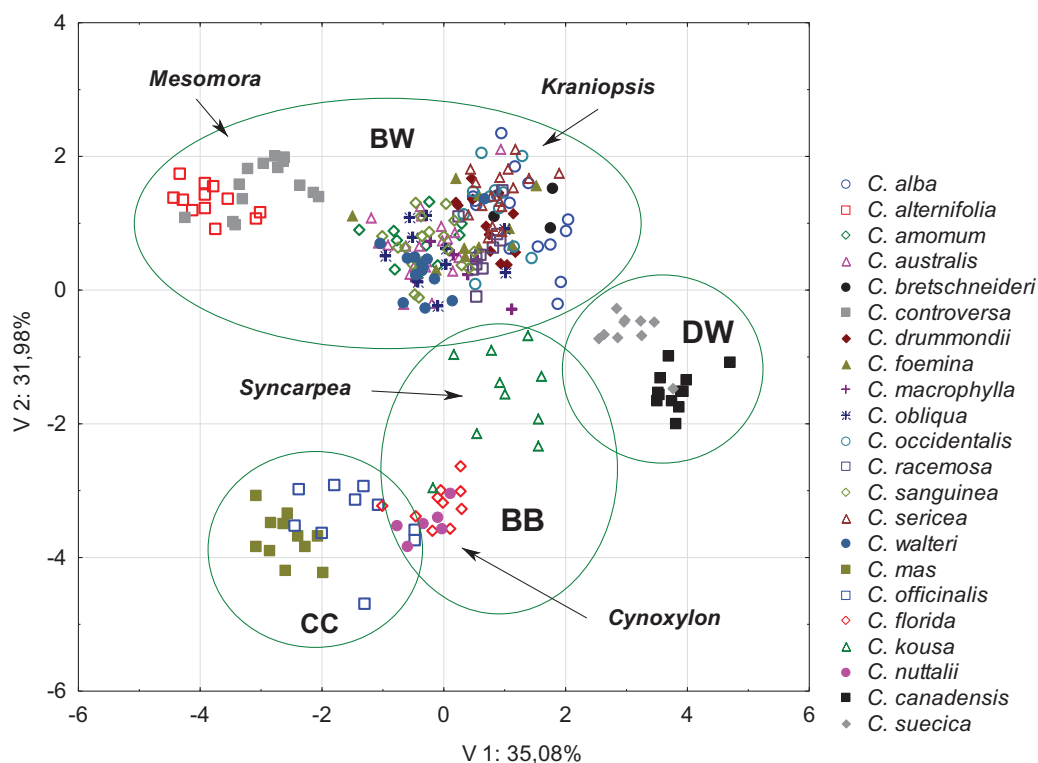 4
2
0
-2
-4
-6
-6
-4
-2
0
2
4
6
V 2: 31,98%
V 1: 35,08%
Mesomora
Kraniopsis
BW
DW
Syncarpea
BB
CC
Cynoxylon
C. alba
C. alternifolia
C. amomum
C. australis
C. bretschneideri
C. controversa
C. drummondii
C. foemina
C. macrophylla
C. obliqua
C. occidentalis
C. racemosa
C. sanguinea
C. sericea
C. walteri
C. mas
C. officinalis
C. florida
C. kousa
C. nuttalii
C. canadensis
C. suecica